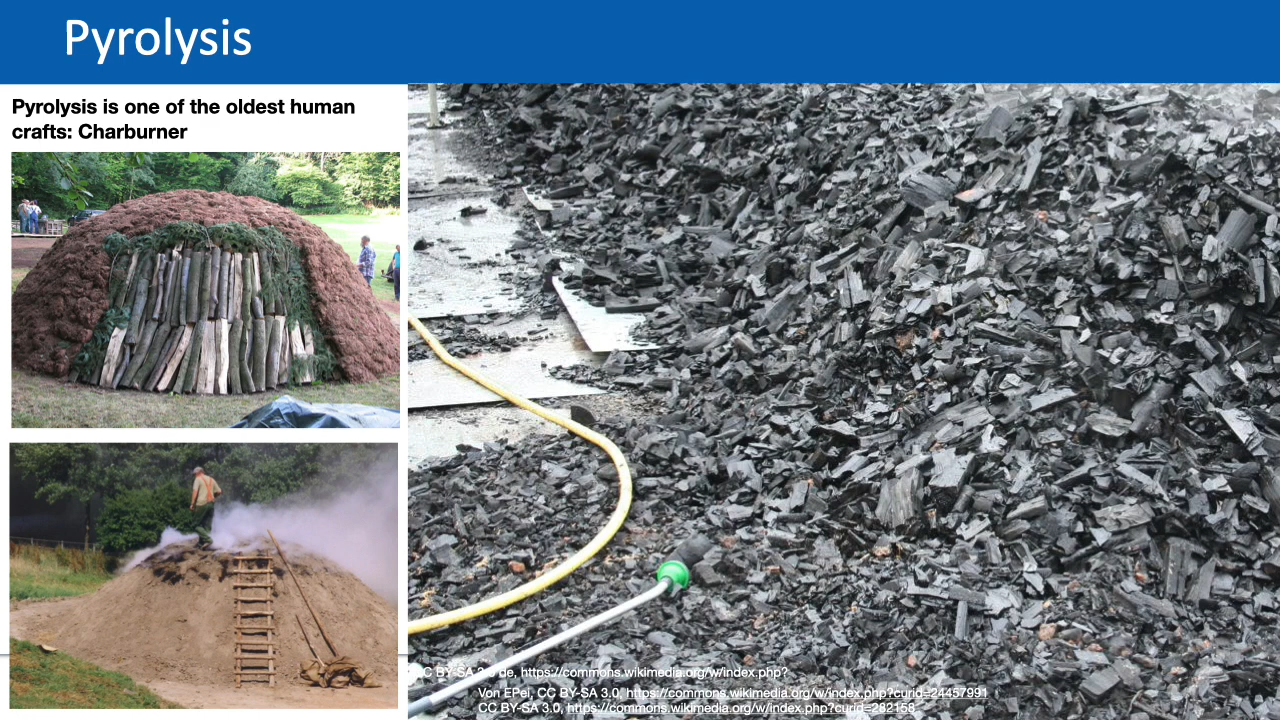 Pyrolysis
Pyrolysis is one of the oldest human
crafts: Charburner
CC BY-SA 2.0 de, https://commons.wikimedia.org/w/index.php?
Von EPei, CC BY-SA 3.0, https://commons.wikimedia.org/w/index.php?curid=24457991
CC BY-SA 3.0, https://commons.wikimedia.org/w/index.php?curid=282158